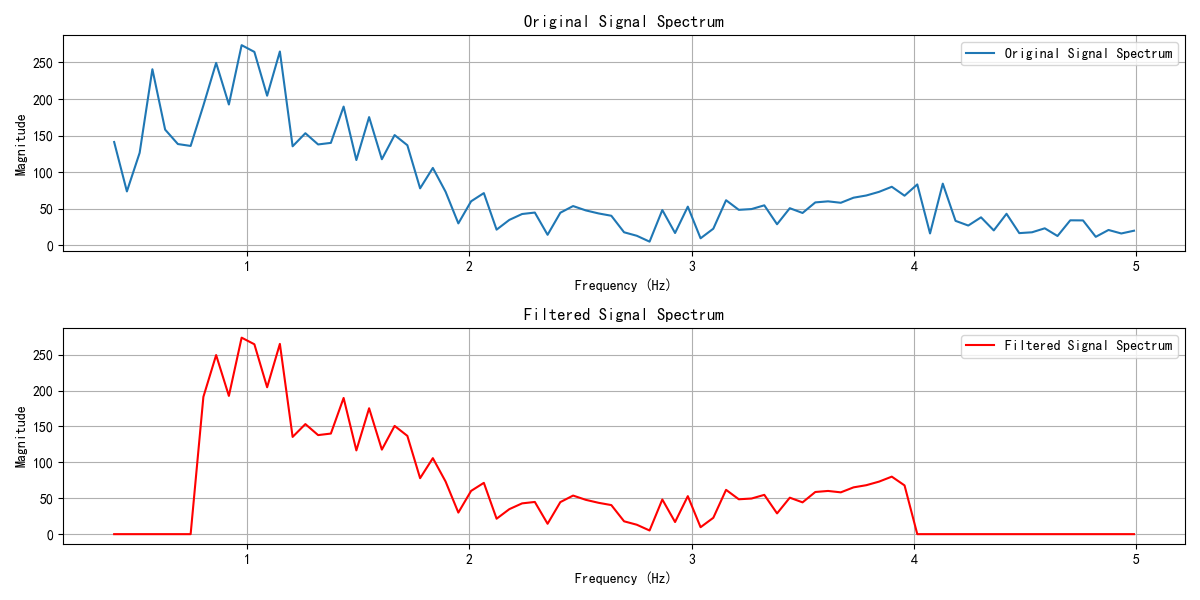 Original Signal Spectrum
Original Signal Spectrum
Magnitude
250
200
150
100
50
0
1 2 3 4 5
Frequency (Hz)
Filtered Signal Spectrum
Filtered Signal Spectrum
Magnitude
250
200
150
100
50
0
1 2 3 4 5
Frequency (Hz)